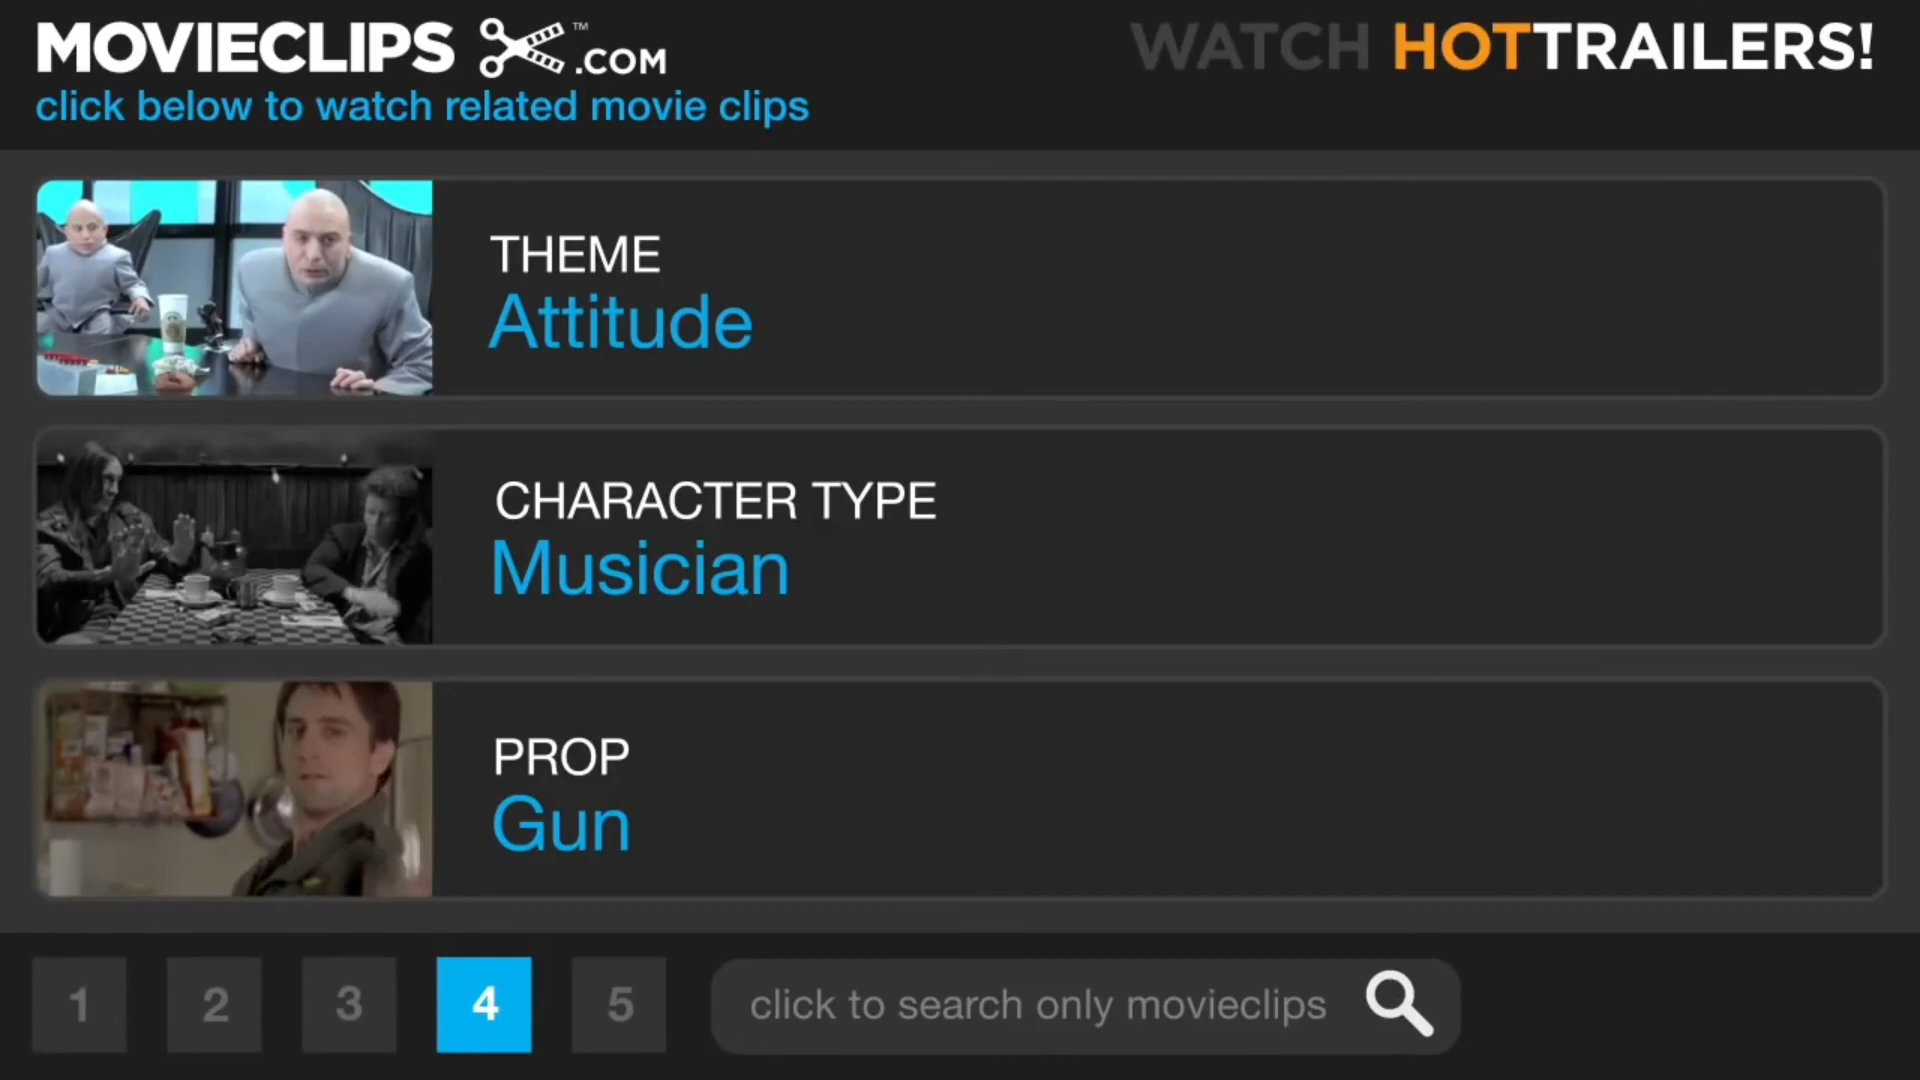 MOVIECLIPS ™ .COM
WATCH HOTTRAILERS!
click below to watch related movie clips
THEME
Attitude
CHARACTER TYPE
Musician
PROP
Gun
1 2 3 4 5
click to search only movieclips